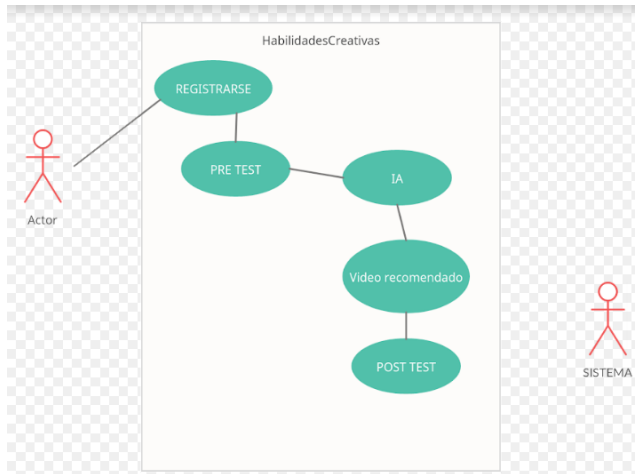 HabilidadesCreativas
REGISTRARSE
PRE TEST
IA
Actor
Video recomendado
POST TEST
SISTEMA